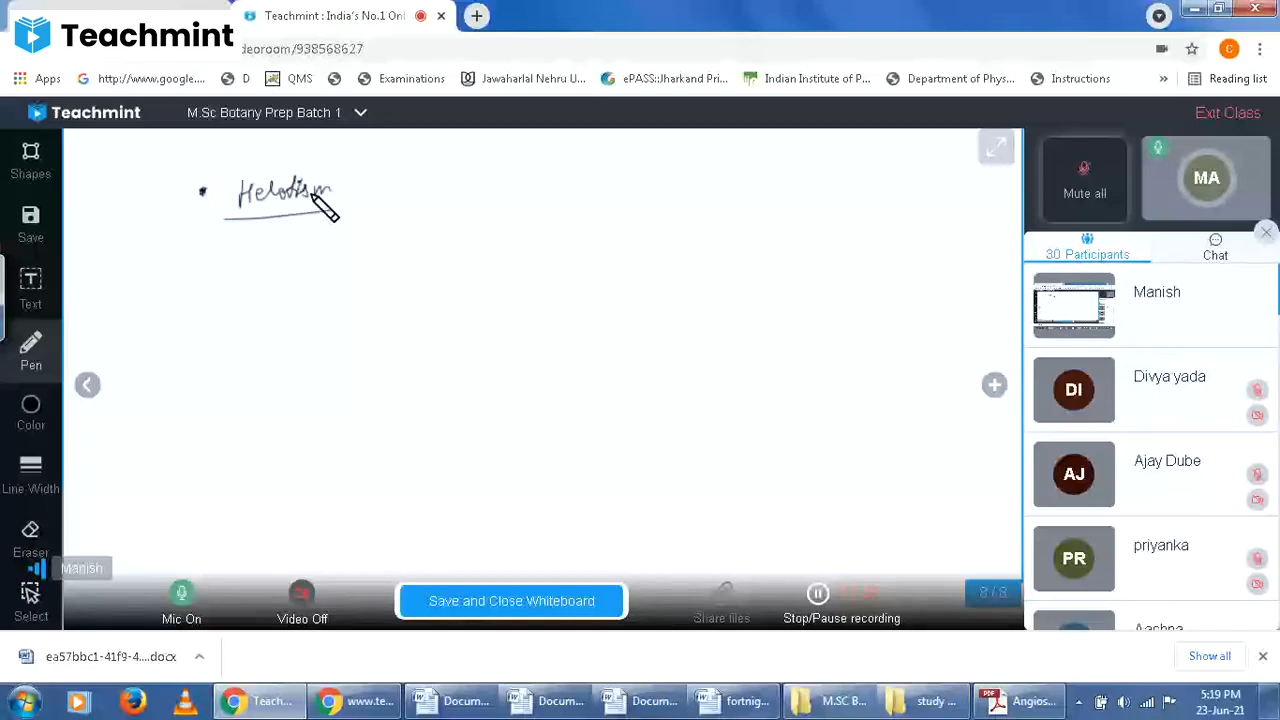 Teachmint : India's No.1 Onl
Teachmint
deoroom/938568627
C
Apps
http://www.google....
D
QMS
Examinations
Jawaharlal Nehru U...
ePASS::Jharkand Pri...
Indian Institute of P...
Department of Phys...
Instructions
»
Reading list
Teachmint
M.Sc Botany Prep Batch 1
Exit Class
Shapes
Save
Text
Pen
Color
Line Width
Eraser
Select
• Helotism
Mute all
MA
30 Participants
Chat
Manish
DI
Divya yada
AJ
Ajay Dube
PR
priyanka
Aashna
Manish
Mic On
Video Off
Save and Close Whiteboard
Share files
Stop/Pause recording
8/8
ea57bbc1-41f9-4....docx
Show all
Teach...
www.te...
Docum...
Docum...
Docum...
fortnig...
M.SC B...
study ...
Angios...
5:19 PM
23-Jun-21